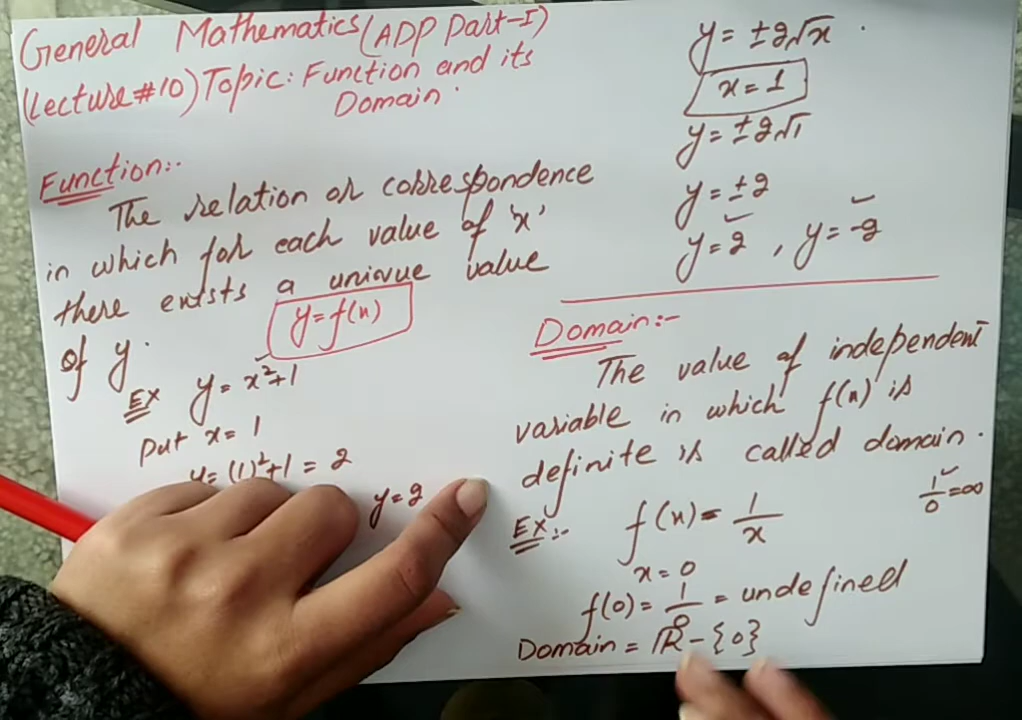 General Mathematics (ADP Part-I)
(Lecture #10) Topic: Function and its
Domain.
Function:-
The relation or correspondence
in which for each value of 'x'
there exists a unique value
of y.
y=f(x)
Ex y = x²+1
Put x = 1
y = (1)²+1 = 2
y=2
y = ±2√x .
x = 1
y = ±2√1
y = ±2
y = 2 , y = -2
Domain:-
The value of independent
variable in which f(x) is
definite is called domain.
1/0 = ∞
EX:- f(x) = 1/x
x = 0
f(0) = 1/0 = undefined
Domain = R - {0}